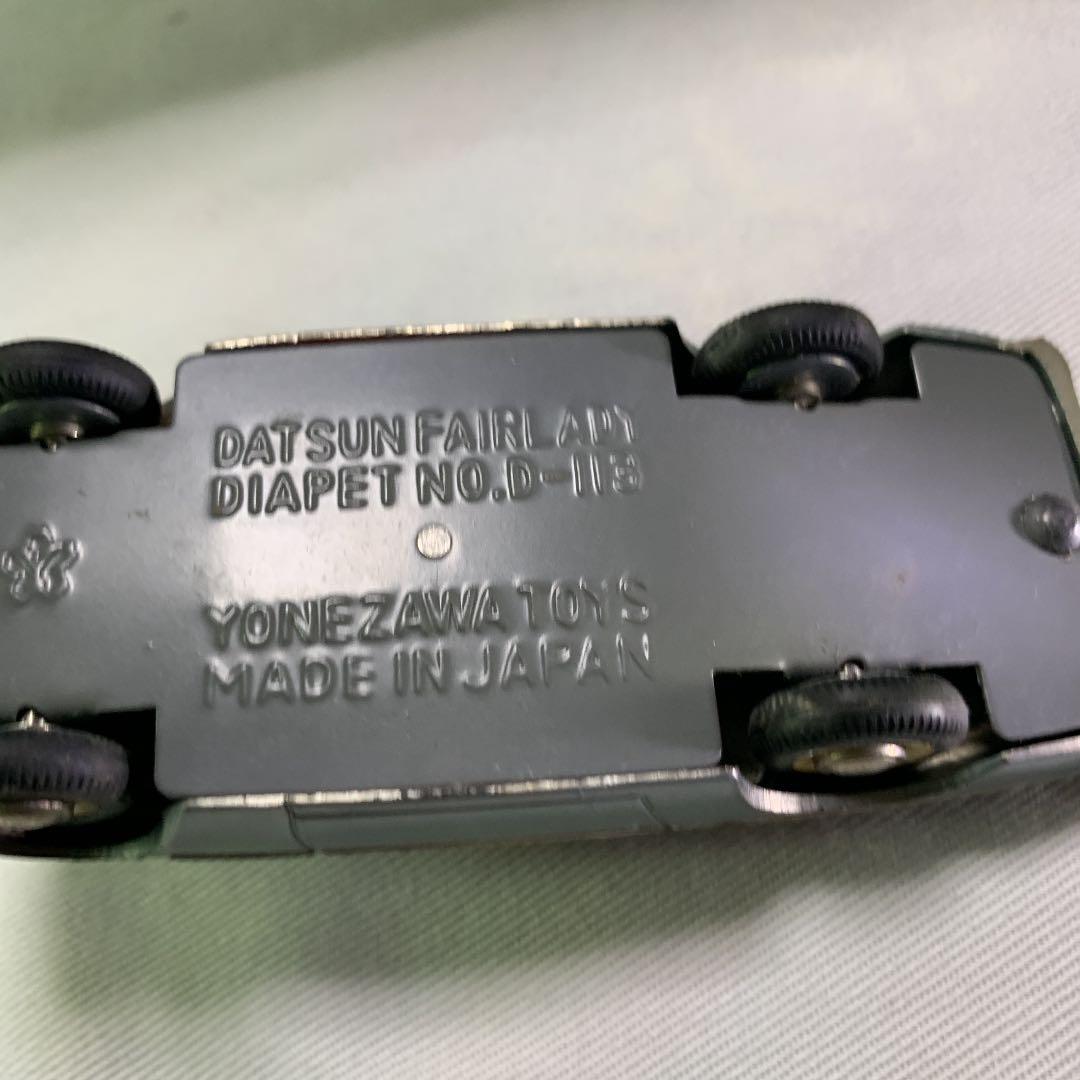 DATSUN FAIRLADY
DIAPET NO.D-113
YONEZAWA TOYS
MADE IN JAPAN